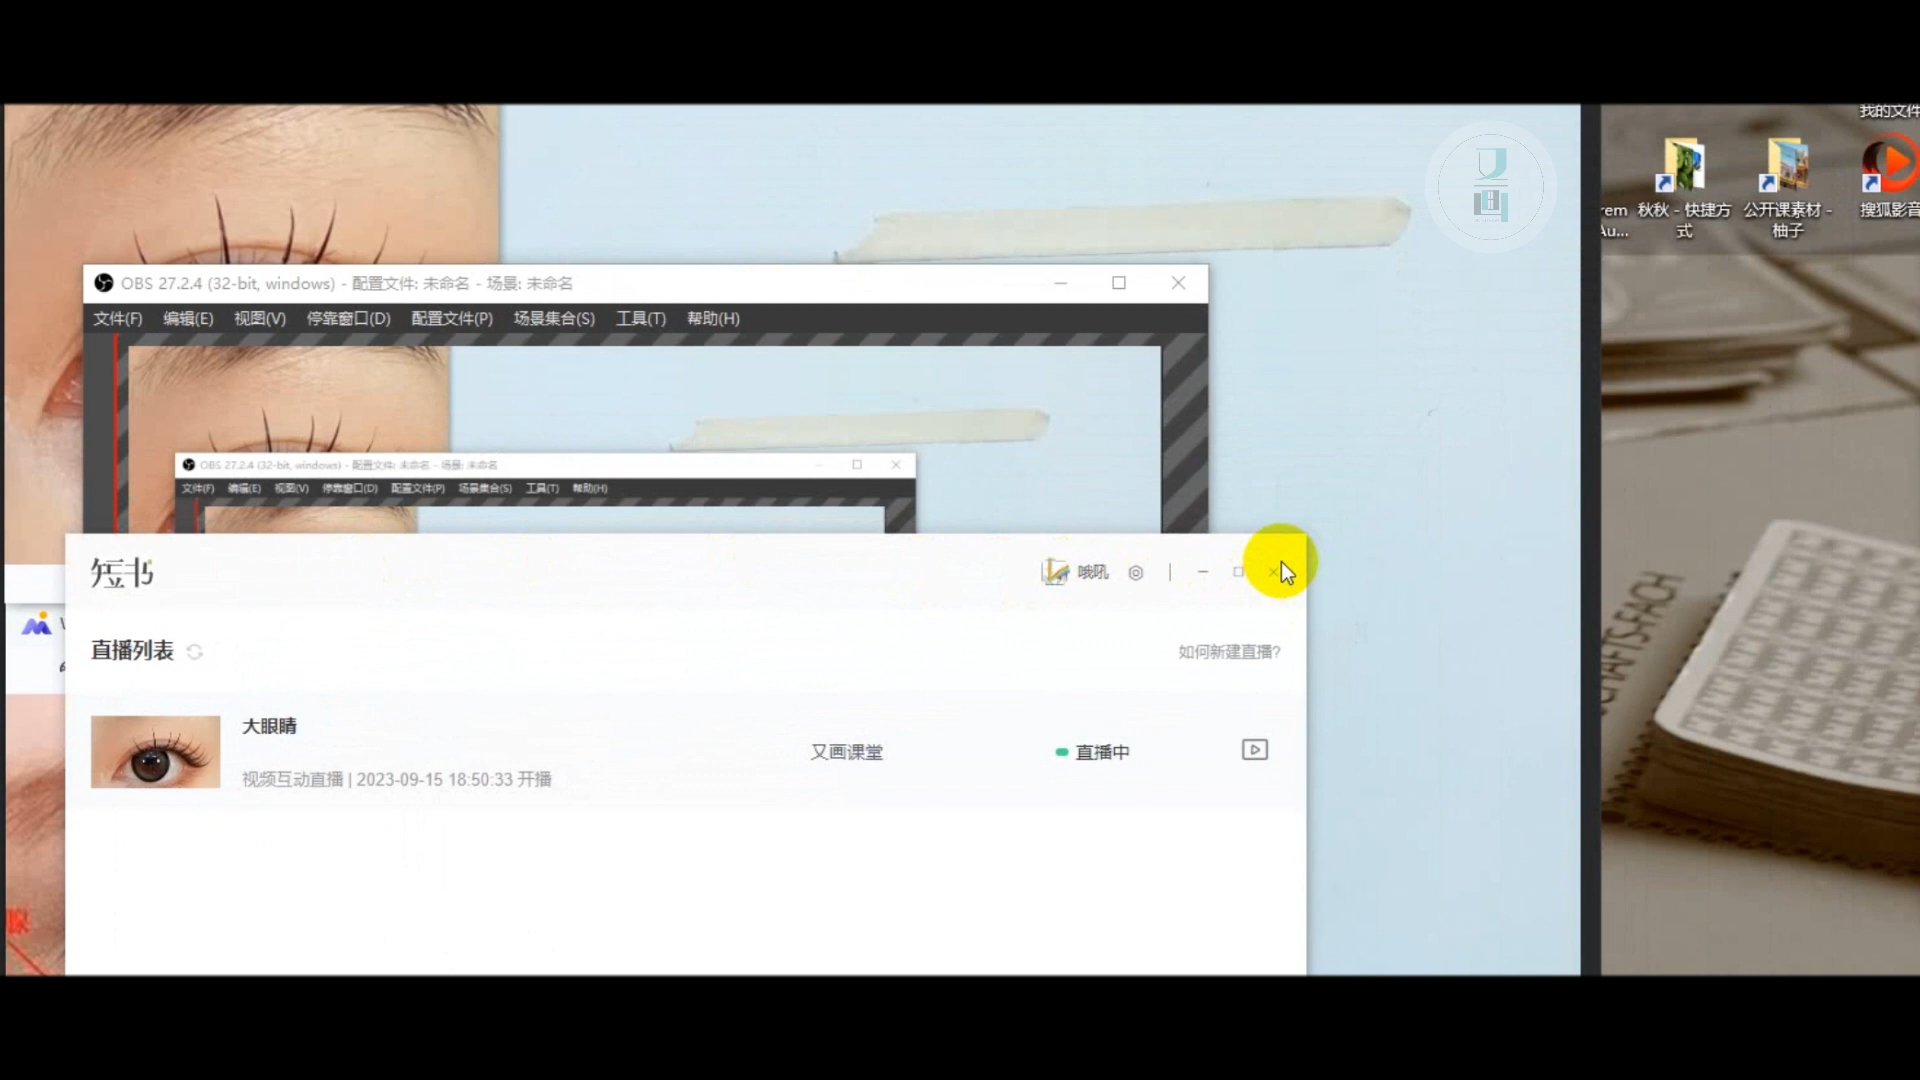 我的文件
rem
Au...
秋秋 - 快捷方
式
公开课素材 -
柚子
搜狐影音
又画
OBS 27.2.4 (32-bit, windows) - 配置文件: 未命名 - 场景: 未命名
文件(F) 编辑(E) 视图(V) 停靠窗口(D) 配置文件(P) 场景集合(S) 工具(T) 帮助(H)
OBS 27.2.4 (32-bit, windows) - 配置文件: 未命名 - 场景: 未命名
文件(F) 编辑(E) 视图(V) 停靠窗口(D) 配置文件(P) 场景集合(S) 工具(T) 帮助(H)
短书
哦吼
直播列表
如何新建直播?
大眼睛
又画课堂
直播中
视频互动直播 | 2023-09-15 18:50:33 开播